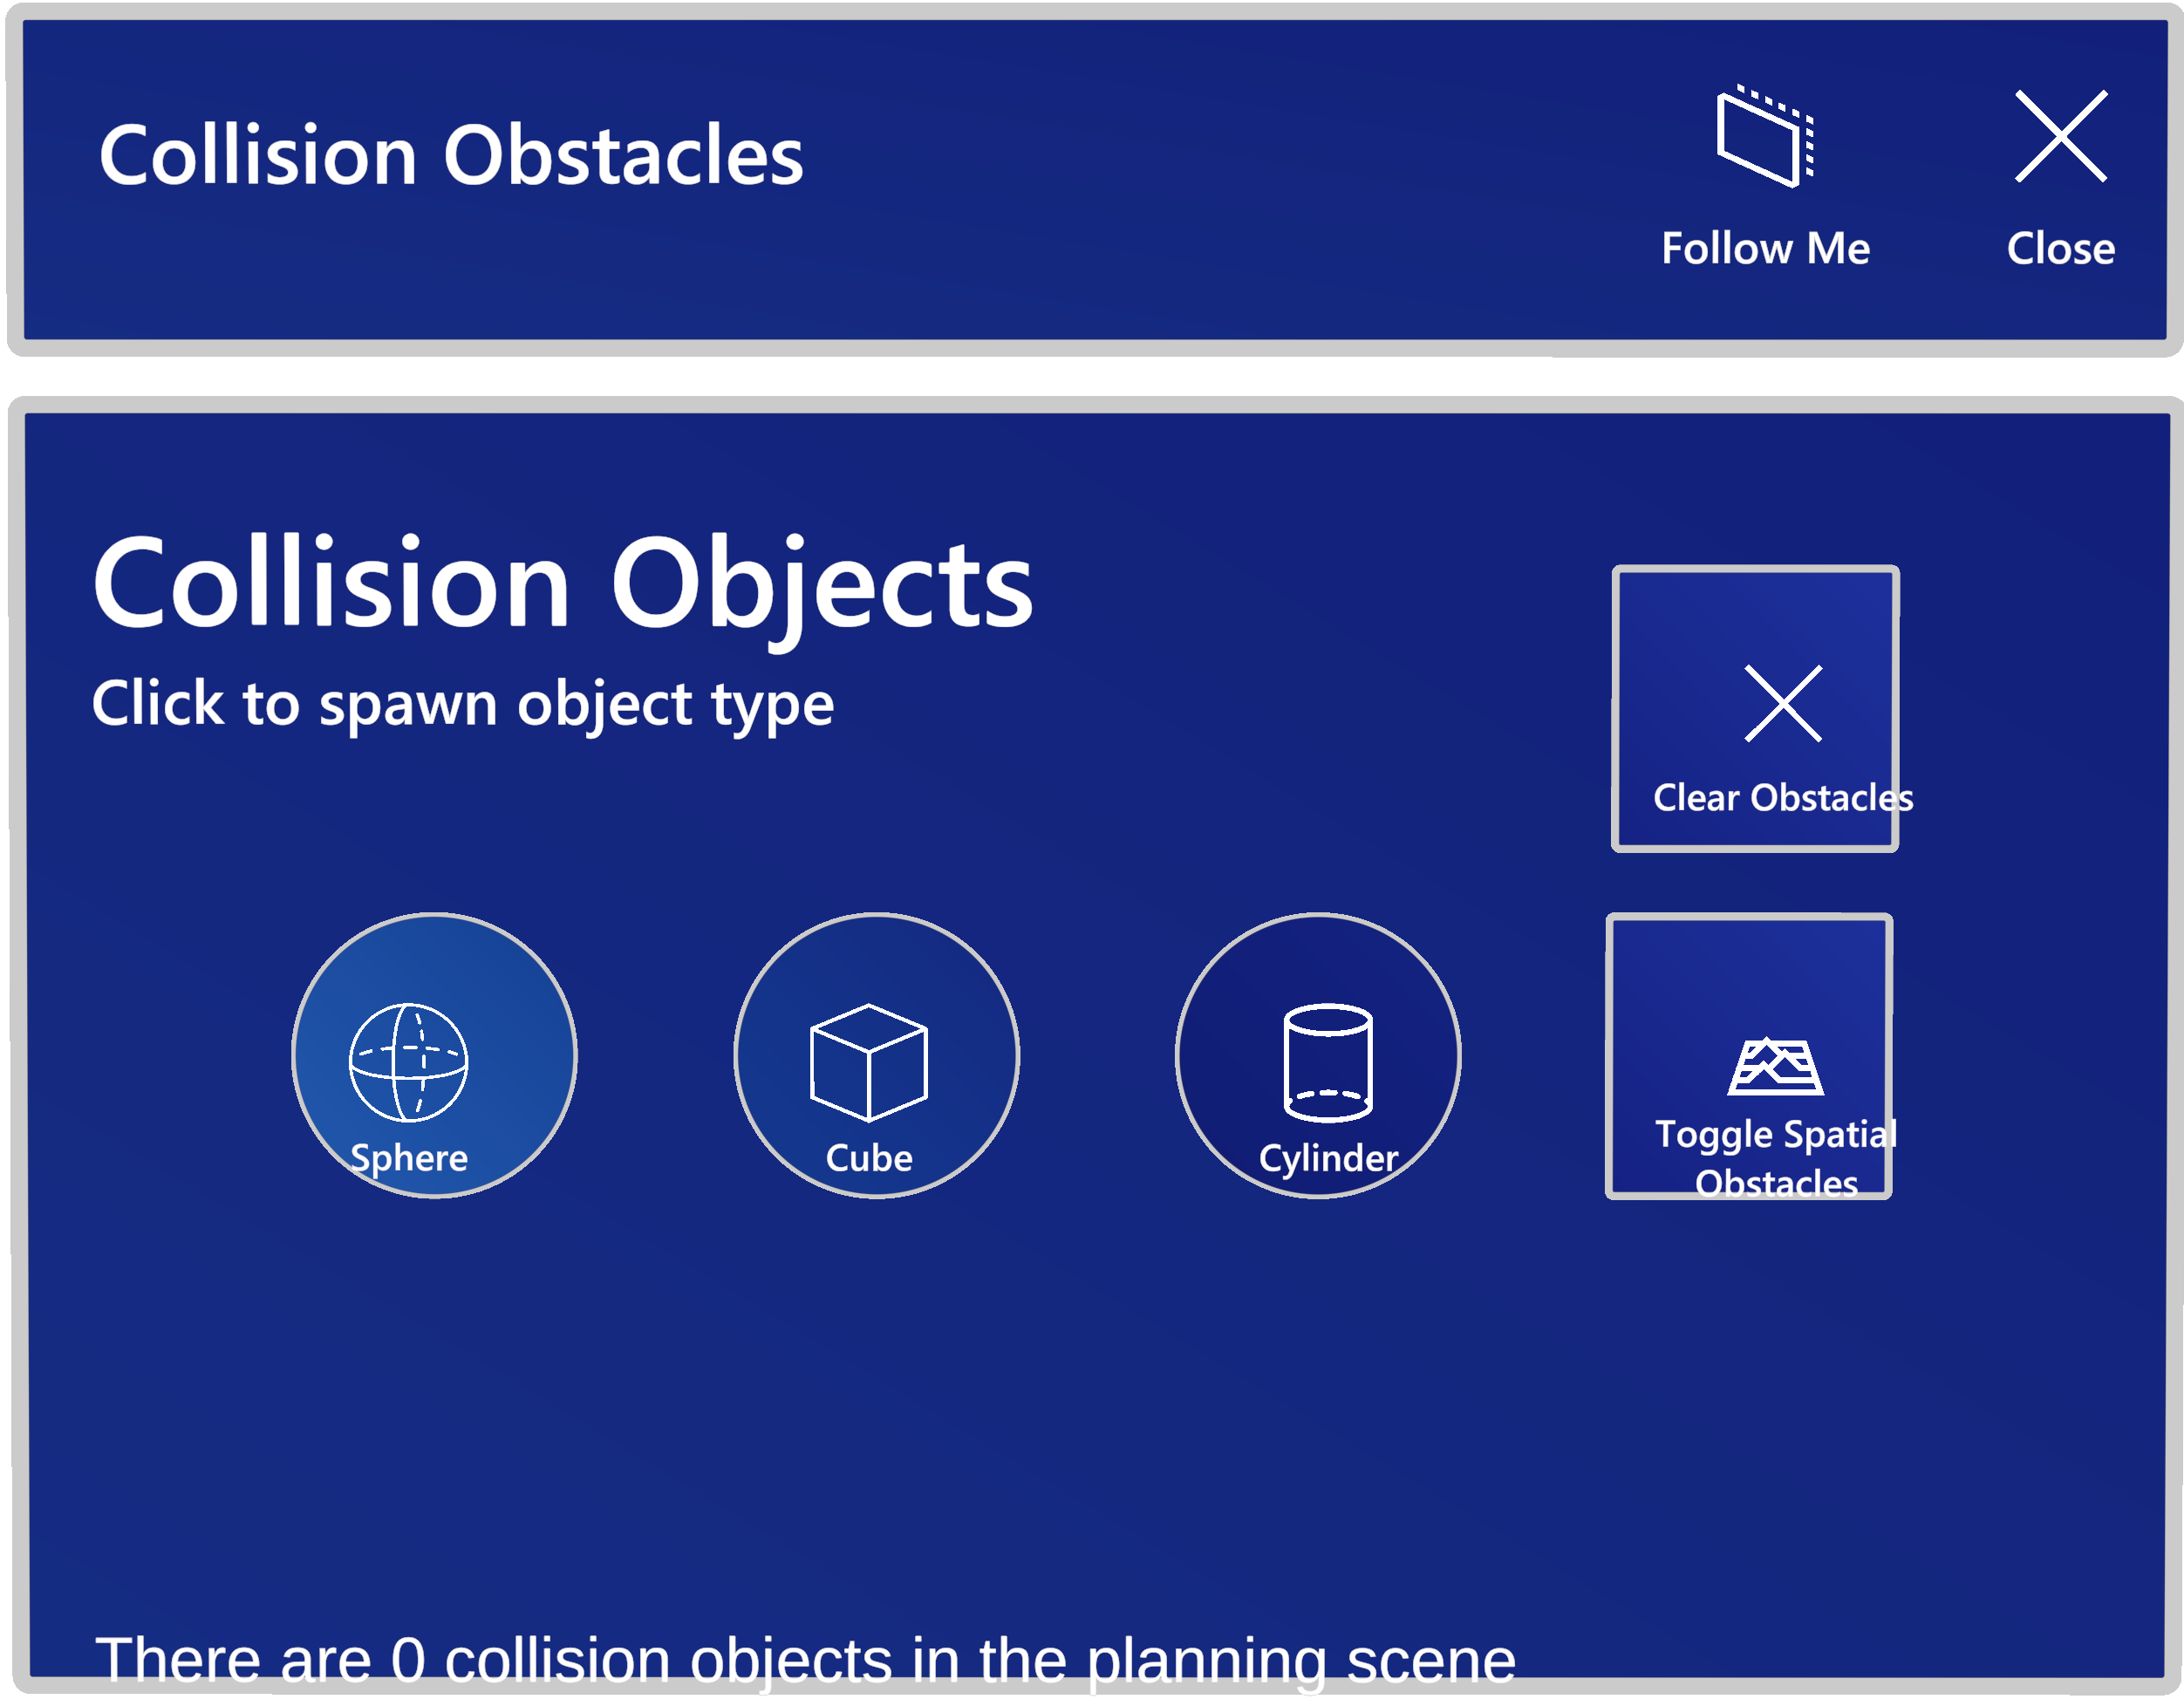 Collision Obstacles
Follow Me
Close
Collision Objects
Click to spawn object type
Clear Obstacles
Sphere
Cube
Cylinder
Toggle Spatial
Obstacles
There are 0 collision objects in the planning scene